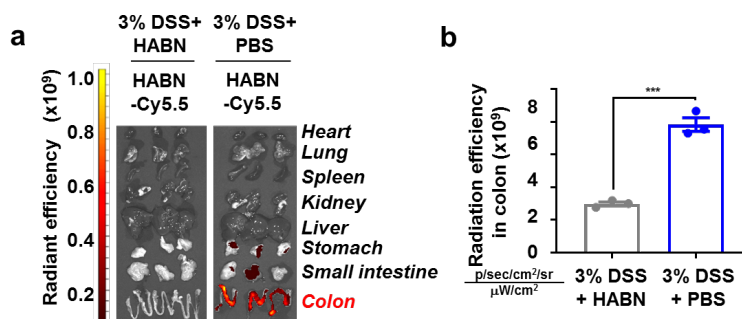 a
3% DSS+
HABN
3% DSS+
PBS
HABN
-Cy5.5
HABN
-Cy5.5
Radiant efficiency (x10⁹)
1.0
0.8
0.6
0.4
0.2
Heart
Lung
Spleen
Kidney
Liver
Stomach
Small intestine
Colon
b
Radiation efficiency
in colon (x10⁹)
p/sec/cm²/sr
μW/cm²
8
6
4
2
0
***
3% DSS
+ HABN
3% DSS
+ PBS